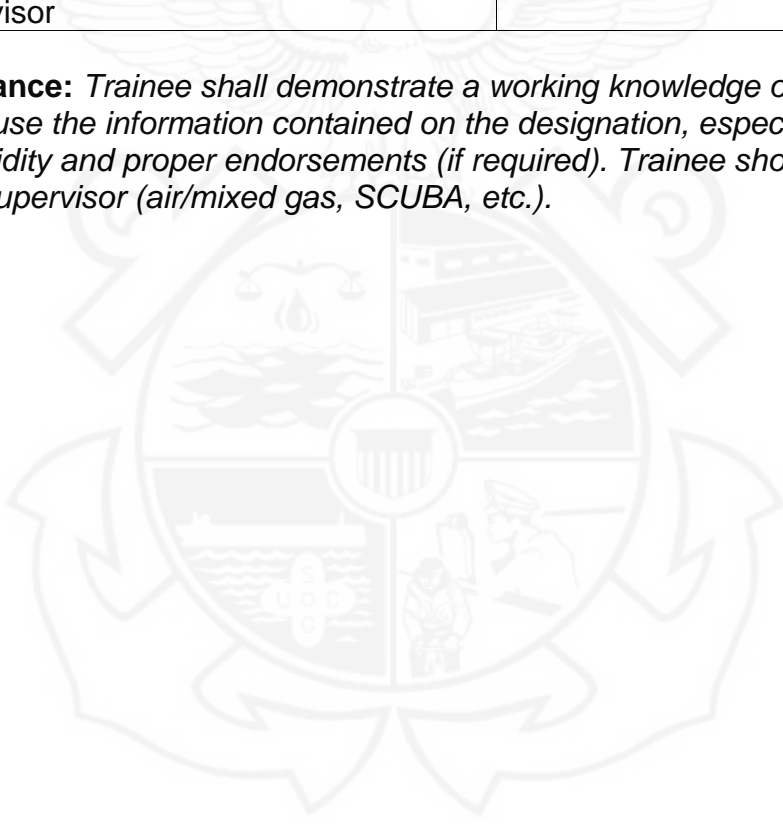 visor
ance: Trainee shall demonstrate a working knowledge o
use the information contained on the designation, espec
idity and proper endorsements (if required). Trainee sho
upervisor (air/mixed gas, SCUBA, etc.).
S
U O C
G